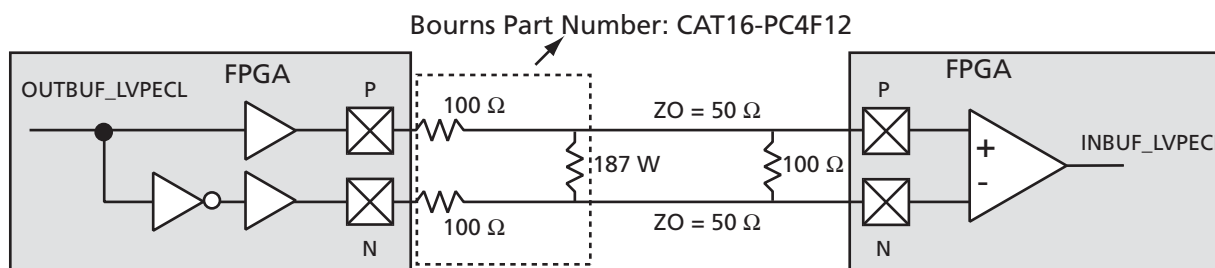 Bourns Part Number: CAT16-PC4F12
FPGA
OUTBUF_LVPECL
P
100 Ω
ZO = 50 Ω
187 W
100 Ω
N
100 Ω
ZO = 50 Ω
FPGA
P
+
-
INBUF_LVPEC
N